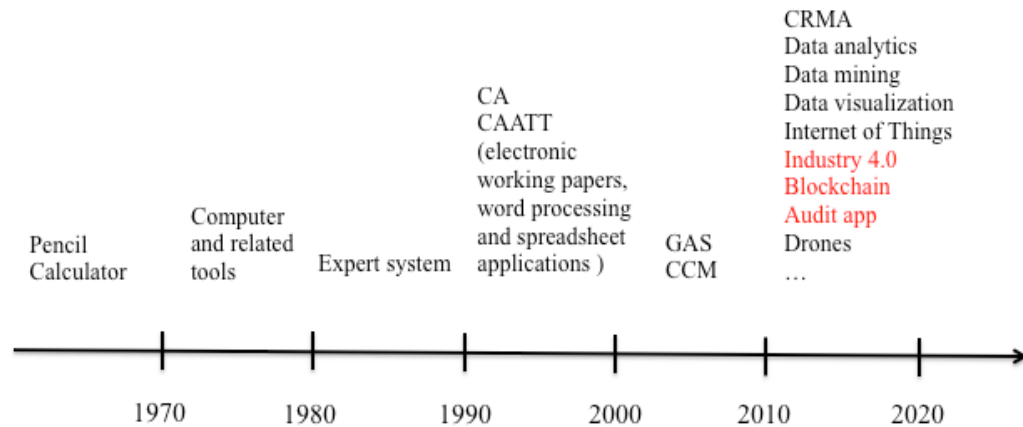 Pencil
Calculator
Computer
and related
tools
Expert system
CA
CAATT
(electronic
working papers,
word processing
and spreadsheet
applications )
GAS
CCM
CRMA
Data analytics
Data mining
Data visualization
Internet of Things
Industry 4.0
Blockchain
Audit app
Drones
…
1970
1980
1990
2000
2010
2020